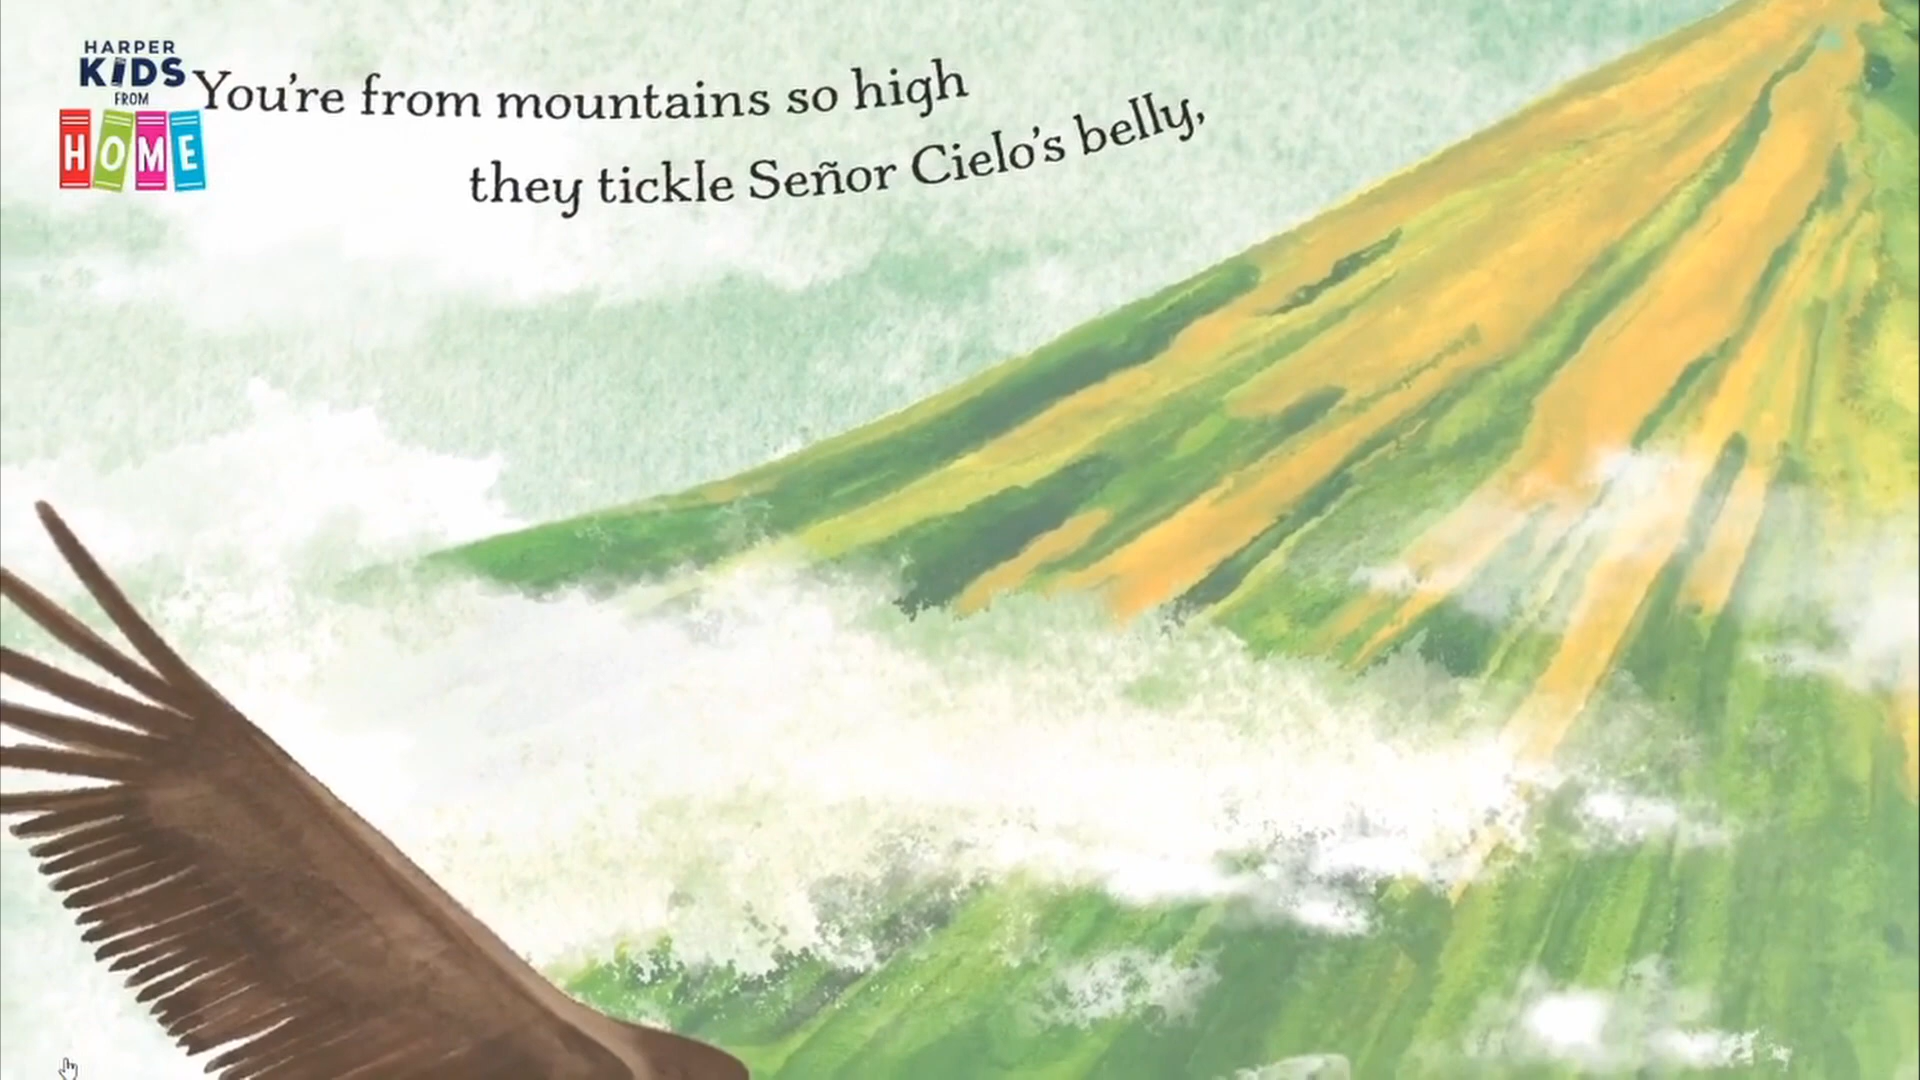 HARPER
KIDS
FROM
HOME
You're from mountains so high
they tickle Señor Cielo's belly,